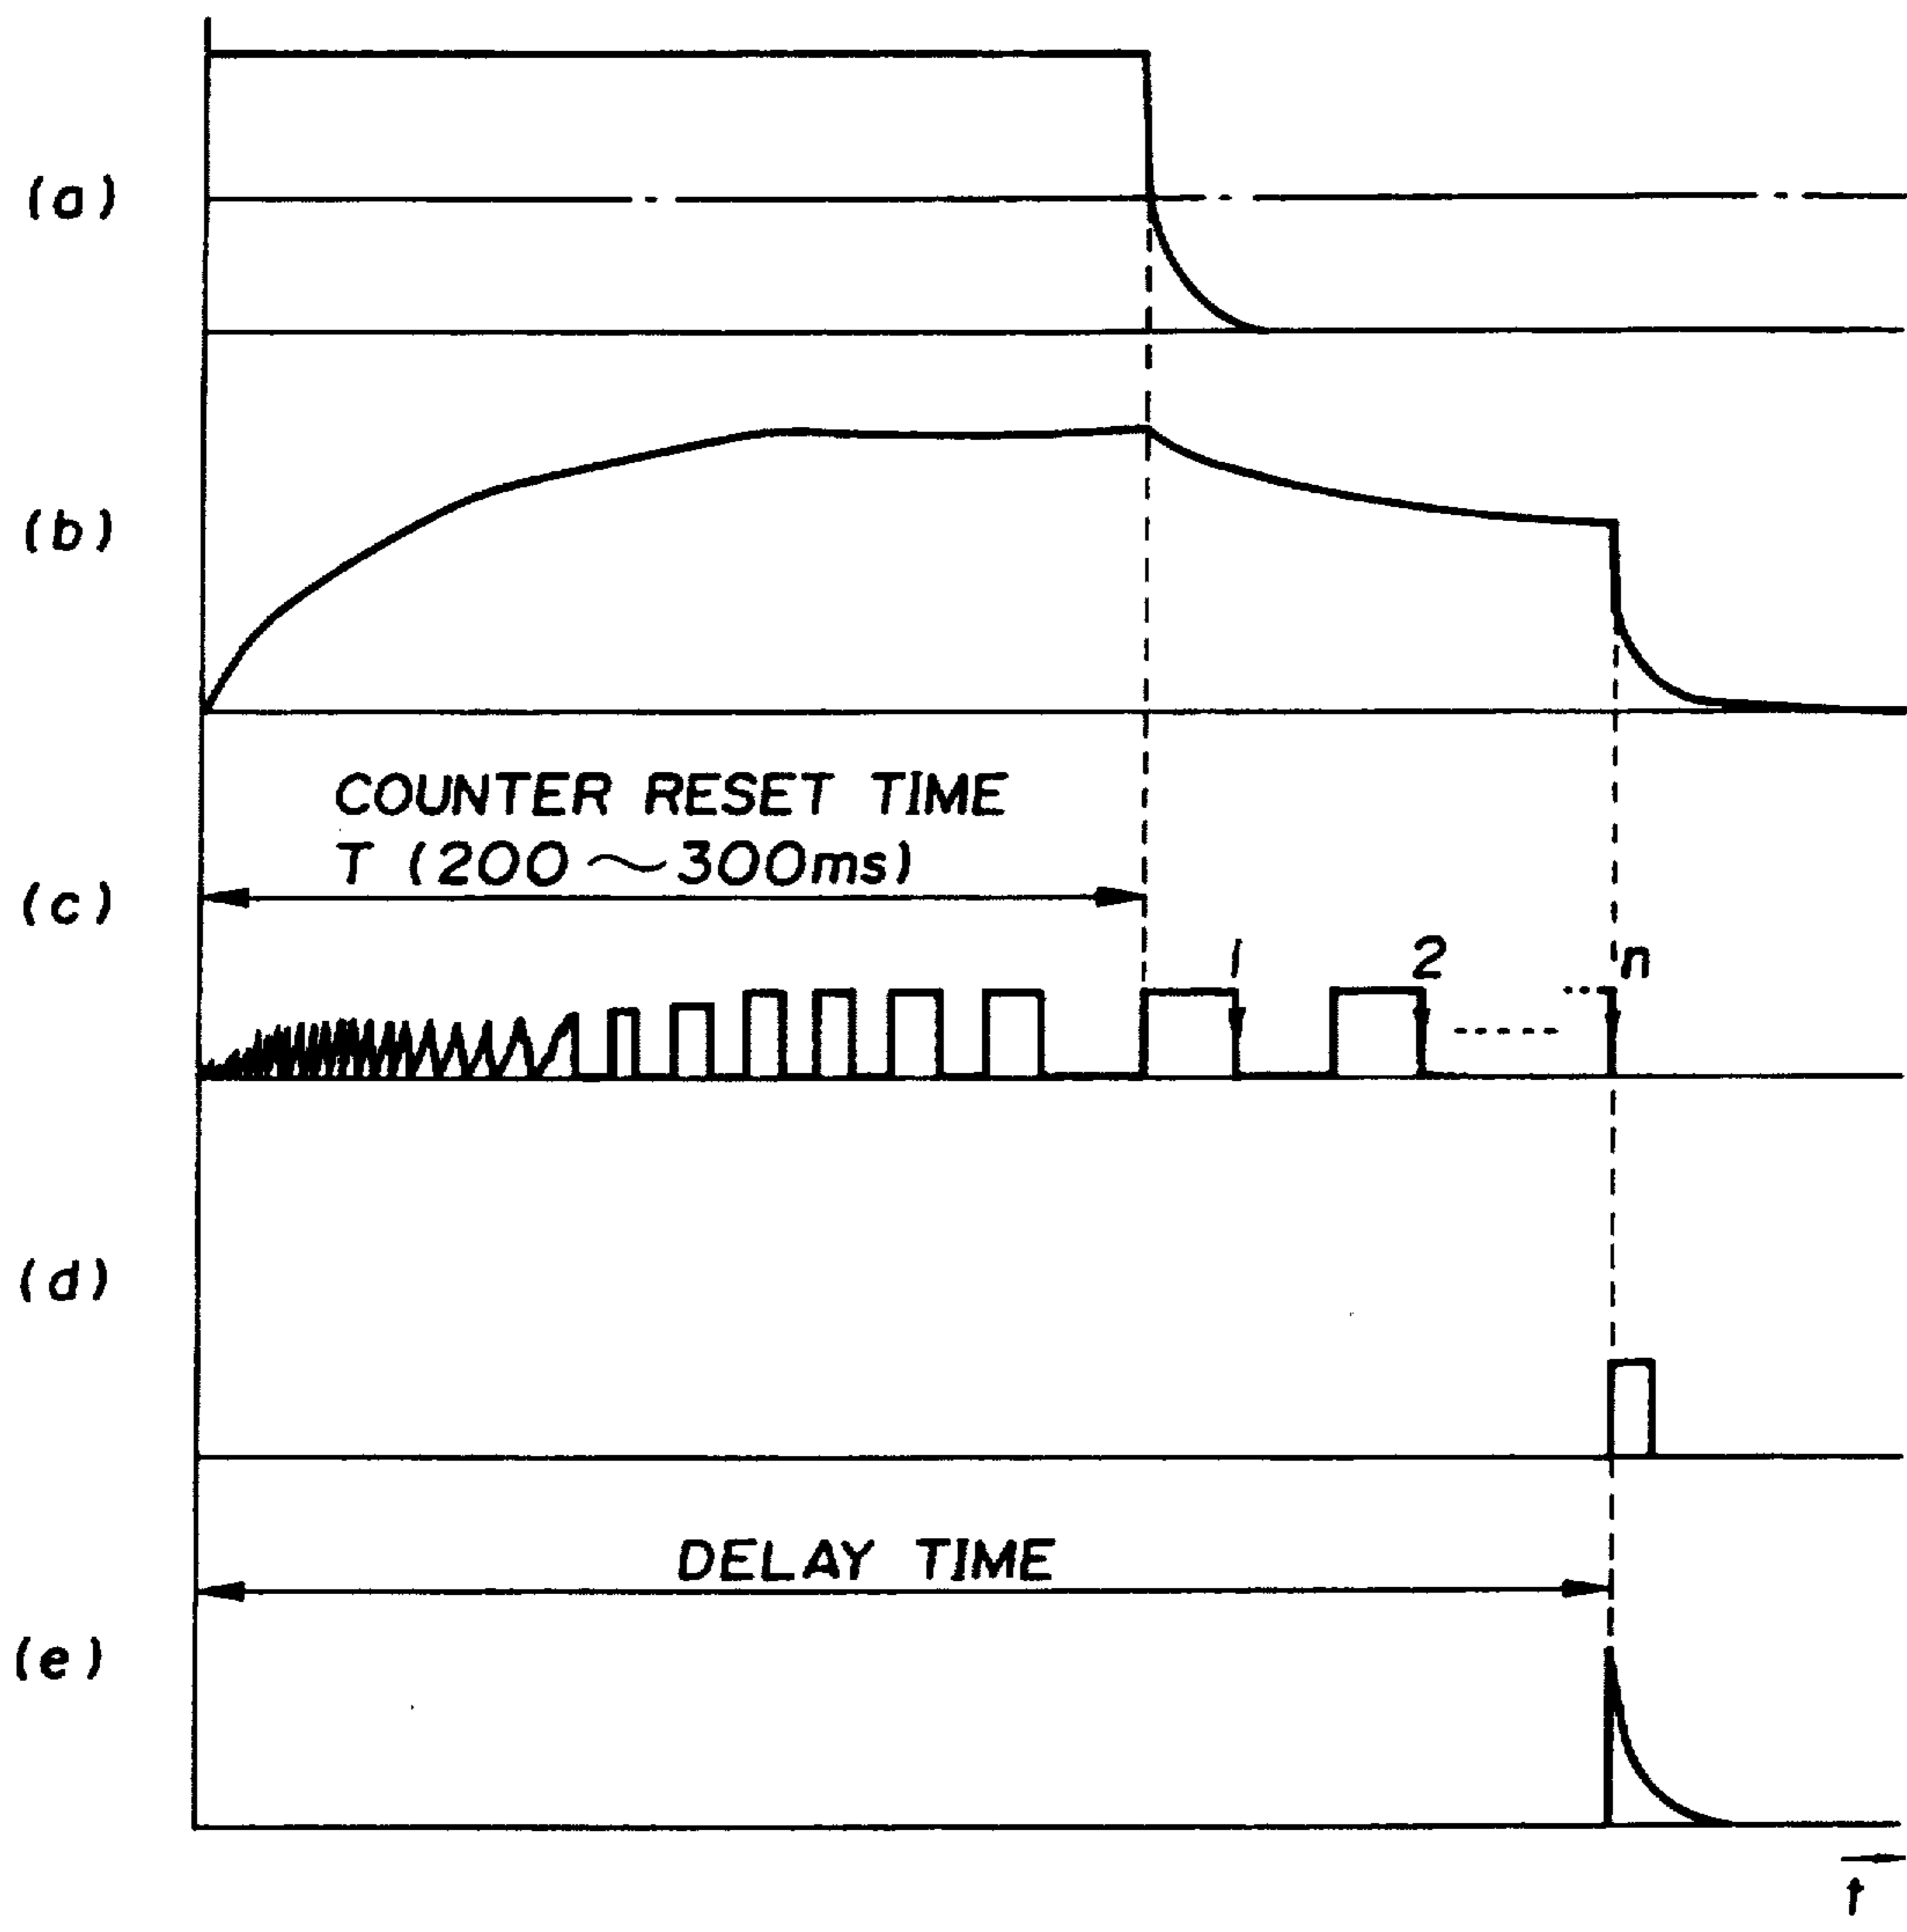 (a)
(b)
COUNTER RESET TIME
T (200〜300ms)
(c)
1 2 n
(d)
DELAY TIME
(e)
t